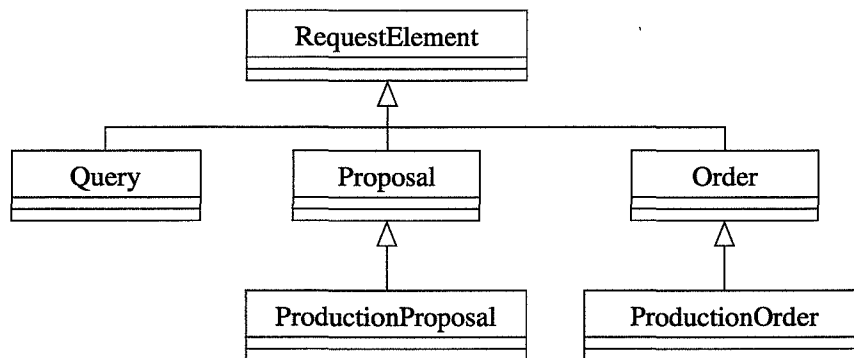 RequestElement
Query
Proposal
Order
ProductionProposal
ProductionOrder